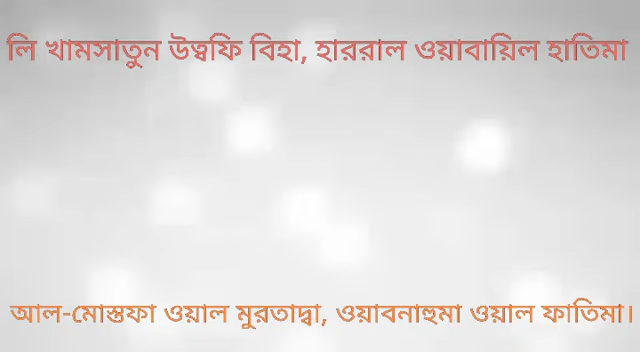 লি খামসাতুন উত্বফি বিহা, হাররাল ওয়াবায়িল হাতিমা
আল-মোস্তফা ওয়াল মুরতাদ্বা, ওয়াবনাহুমা ওয়াল ফাতিমা।